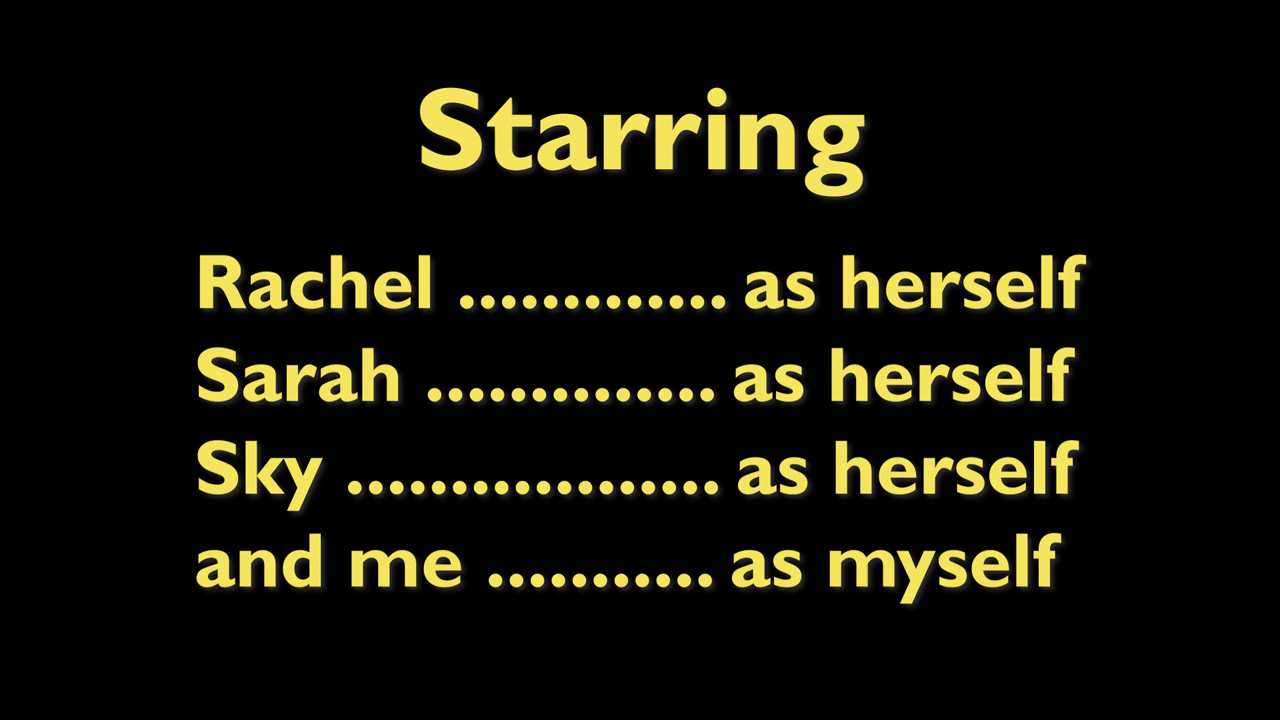 Starring
Rachel ............. as herself
Sarah .............. as herself
Sky .................. as herself
and me ........... as myself